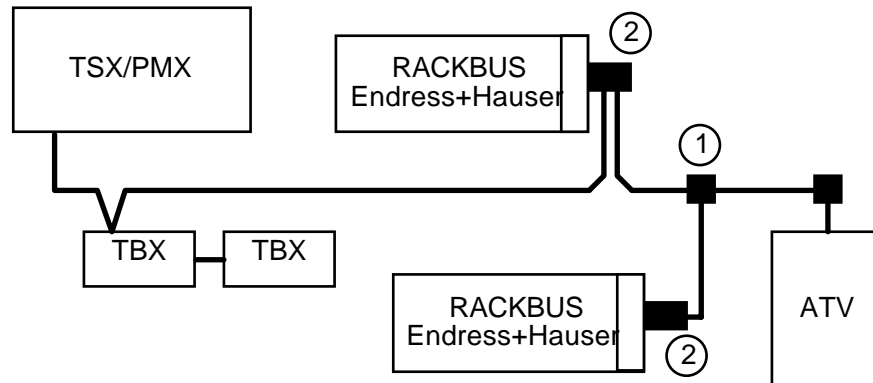 TSX/PMX
RACKBUS
Endress+Hauser
2
1
TBX
TBX
RACKBUS
Endress+Hauser
ATV
2